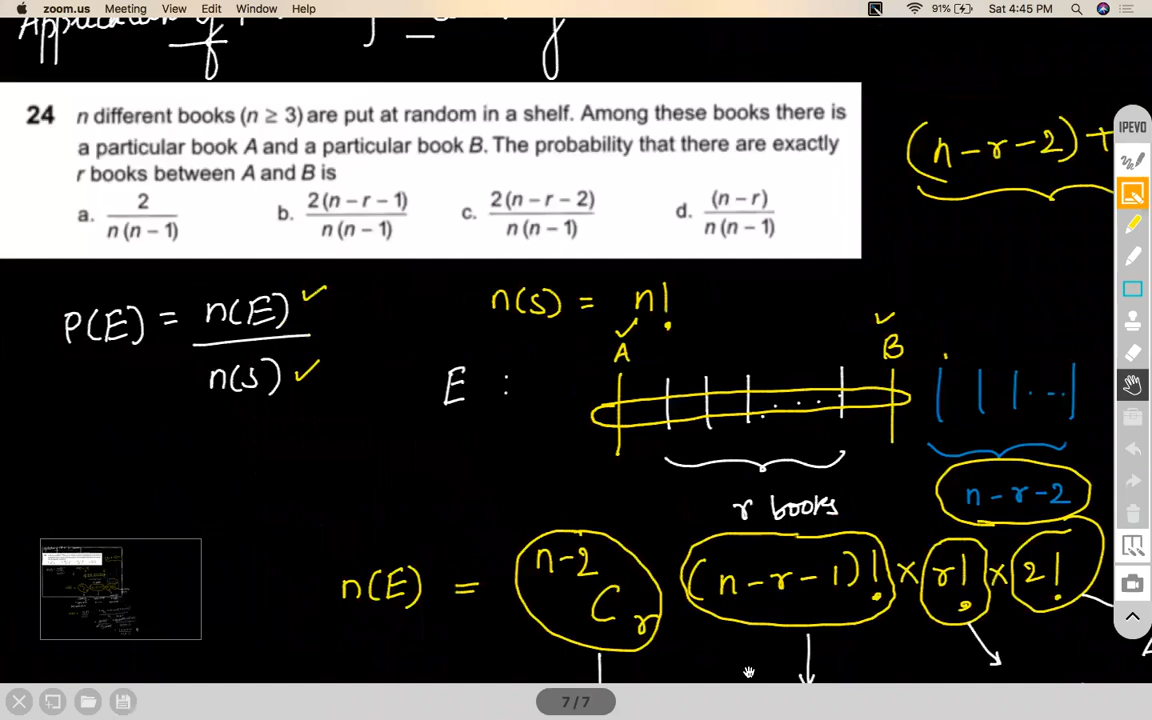 zoom.us Meeting View Edit Window Help 91% Sat 4:45 PM
Application of
24 n different books (n ≥ 3) are put at random in a shelf. Among these books there is
a particular book A and a particular book B. The probability that there are exactly
r books between A and B is
a. 2 / n (n − 1) b. 2 (n − r − 1) / n (n − 1) c. 2 (n − r − 2) / n (n − 1) d. (n − r) / n (n − 1)
(n-r-2)+
IPEVO
P(E) = n(E) / n(S)
n(S) = n!
A B
E :
r books
n-r-2
n(E) = n-2 C r (n-r-1)! × r! × 2!
7 / 7